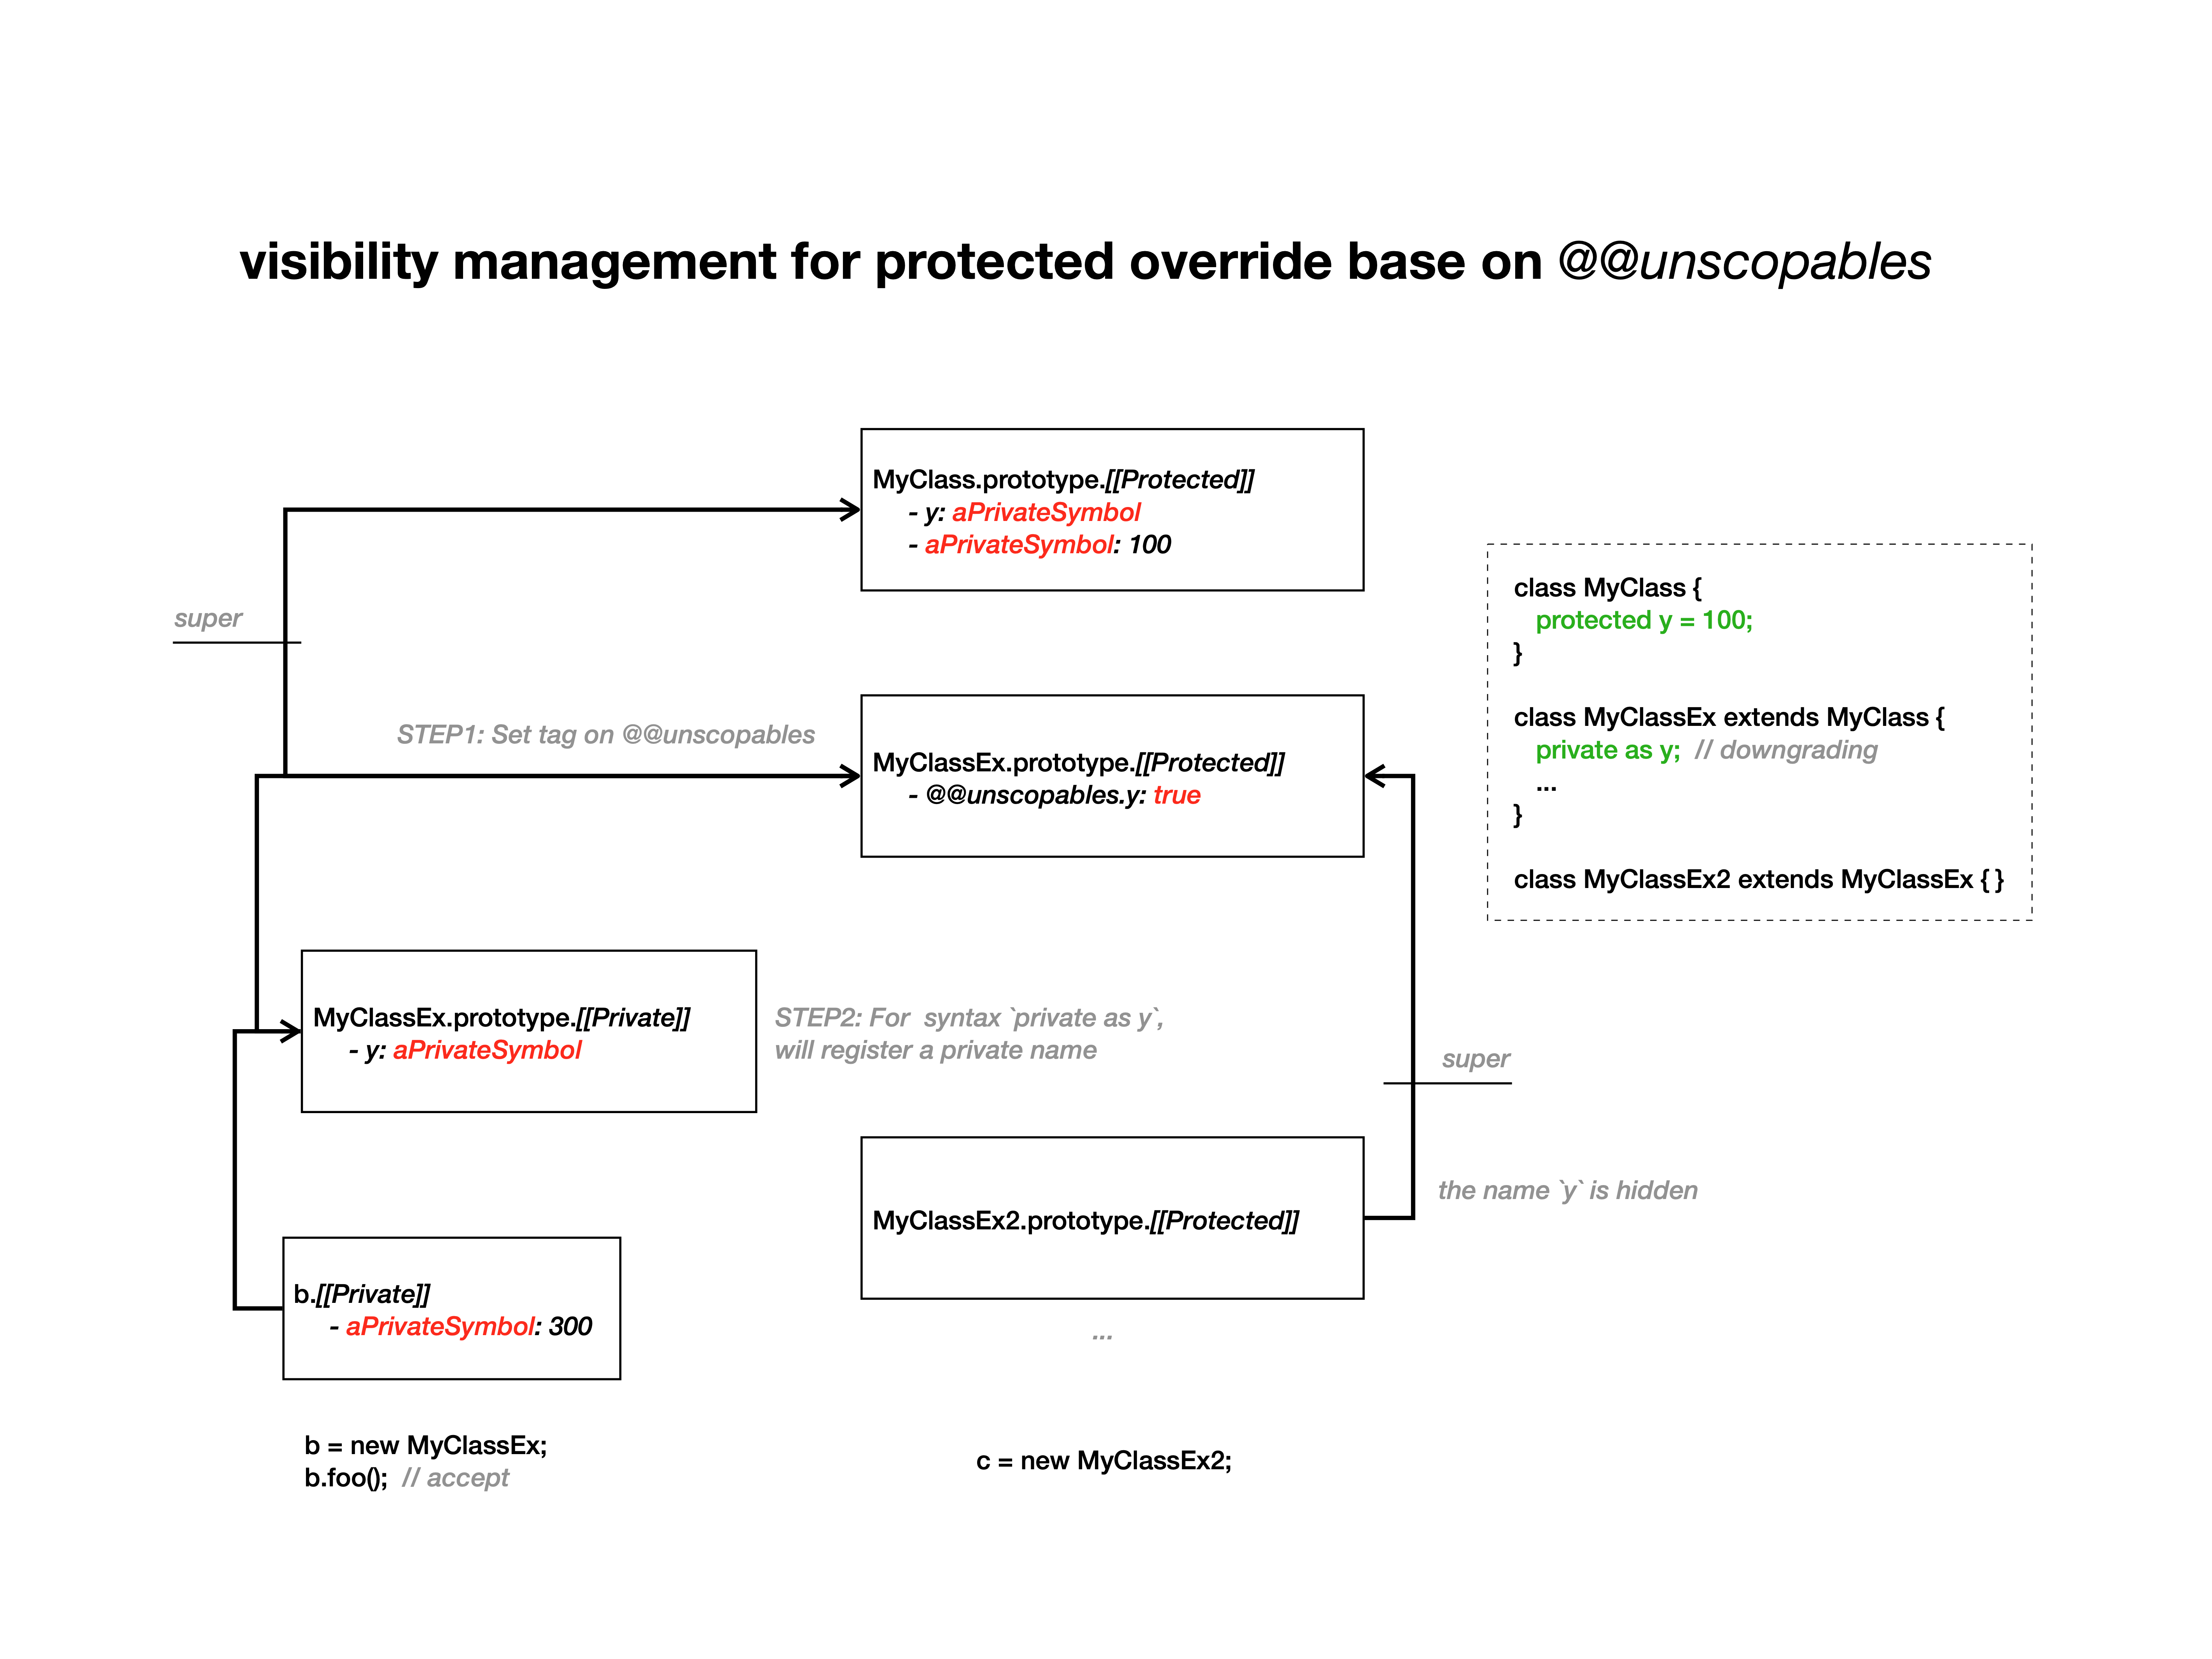 visibility management for protected override base on @@unscopables
MyClass.prototype.[[Protected]]
- y: aPrivateSymbol
- aPrivateSymbol: 100
super
class MyClass {
protected y = 100;
}
class MyClassEx extends MyClass {
private as y; // downgrading
...
}
class MyClassEx2 extends MyClassEx { }
STEP1: Set tag on @@unscopables
MyClassEx.prototype.[[Protected]]
- @@unscopables.y: true
MyClassEx.prototype.[[Private]]
- y: aPrivateSymbol
STEP2: For syntax `private as y`,
will register a private name
super
MyClassEx2.prototype.[[Protected]]
the name `y` is hidden
b.[[Private]]
- aPrivateSymbol: 300
...
b = new MyClassEx;
b.foo(); // accept
c = new MyClassEx2;